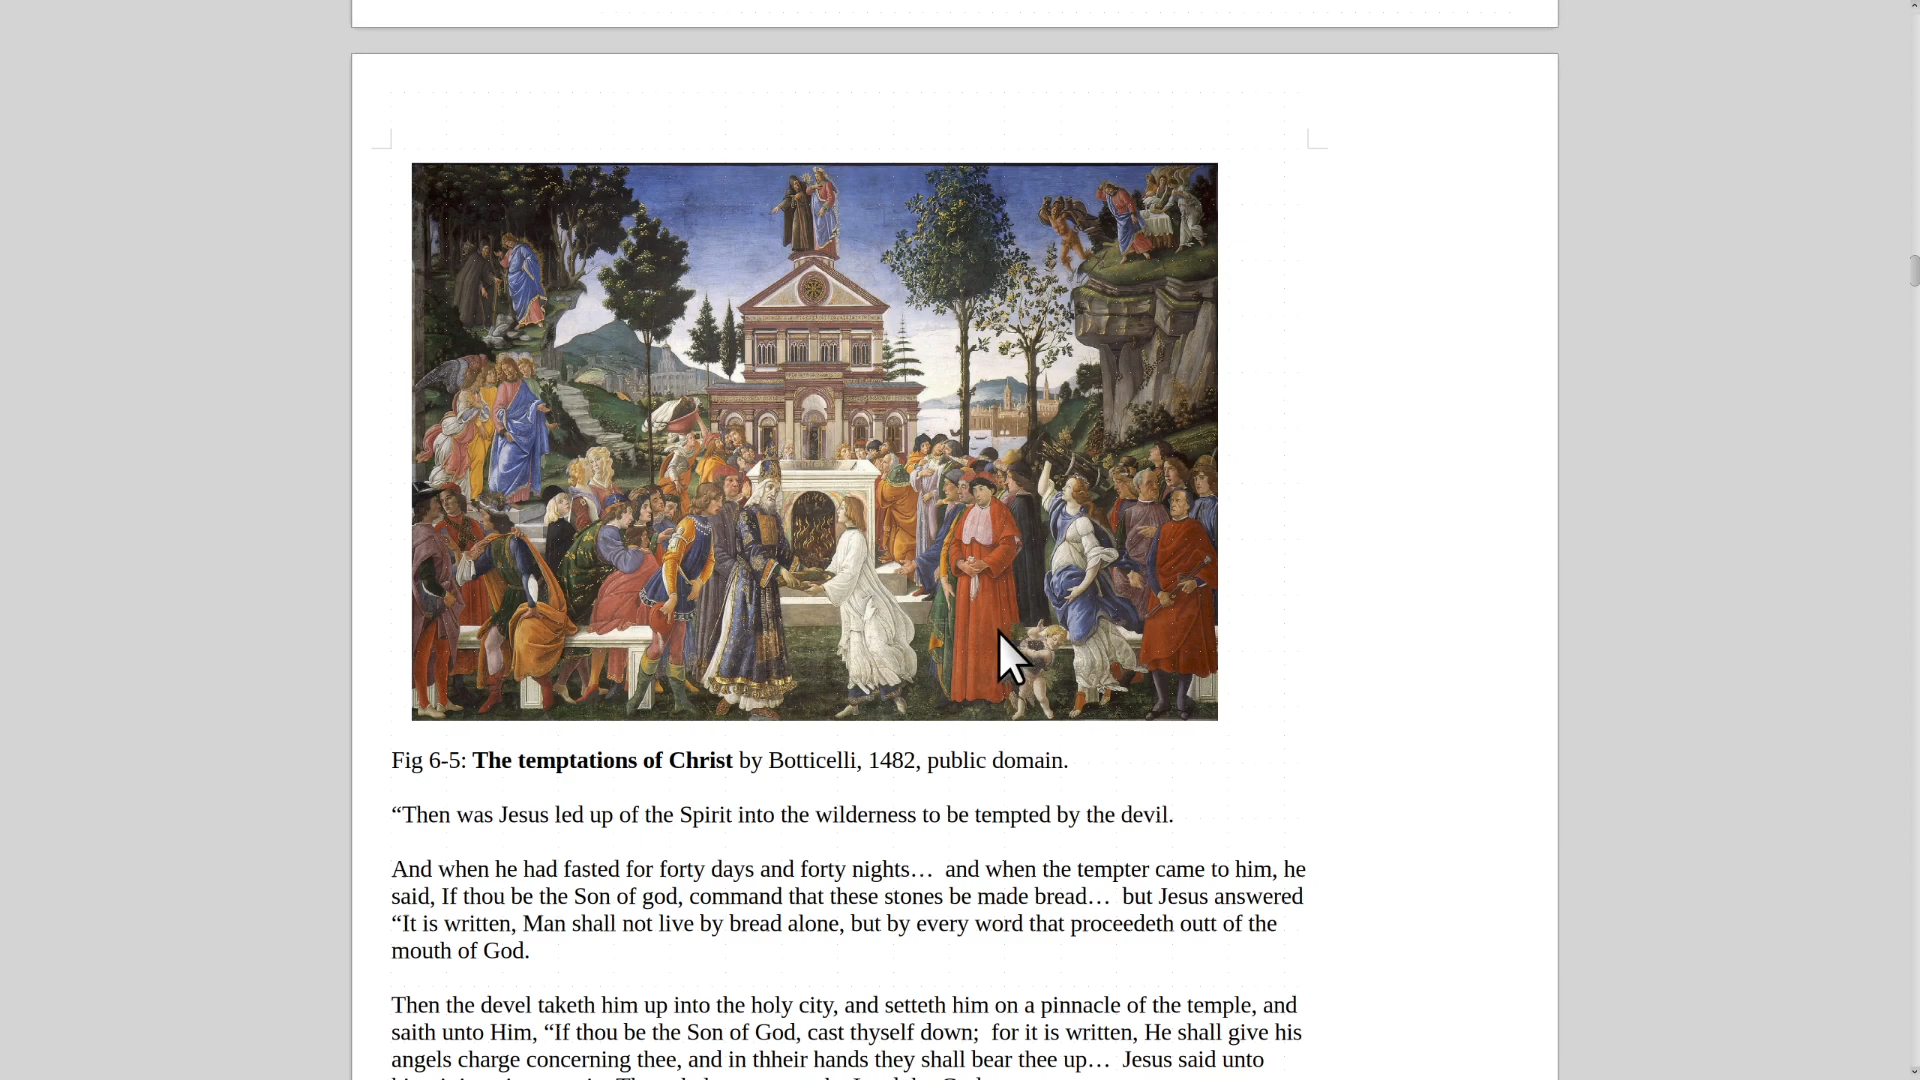 Fig 6-5: The temptations of Christ by Botticelli, 1482, public domain.
“Then was Jesus led up of the Spirit into the wilderness to be tempted by the devil.
And when he had fasted for forty days and forty nights…  and when the tempter came to him, he
said, If thou be the Son of god, command that these stones be made bread…  but Jesus answered
“It is written, Man shall not live by bread alone, but by every word that proceedeth outt of the
mouth of God.
Then the devel taketh him up into the holy city, and setteth him on a pinnacle of the temple, and
saith unto Him, “If thou be the Son of God, cast thyself down;  for it is written, He shall give his
angels charge concerning thee, and in thheir hands they shall bear thee up…  Jesus said unto